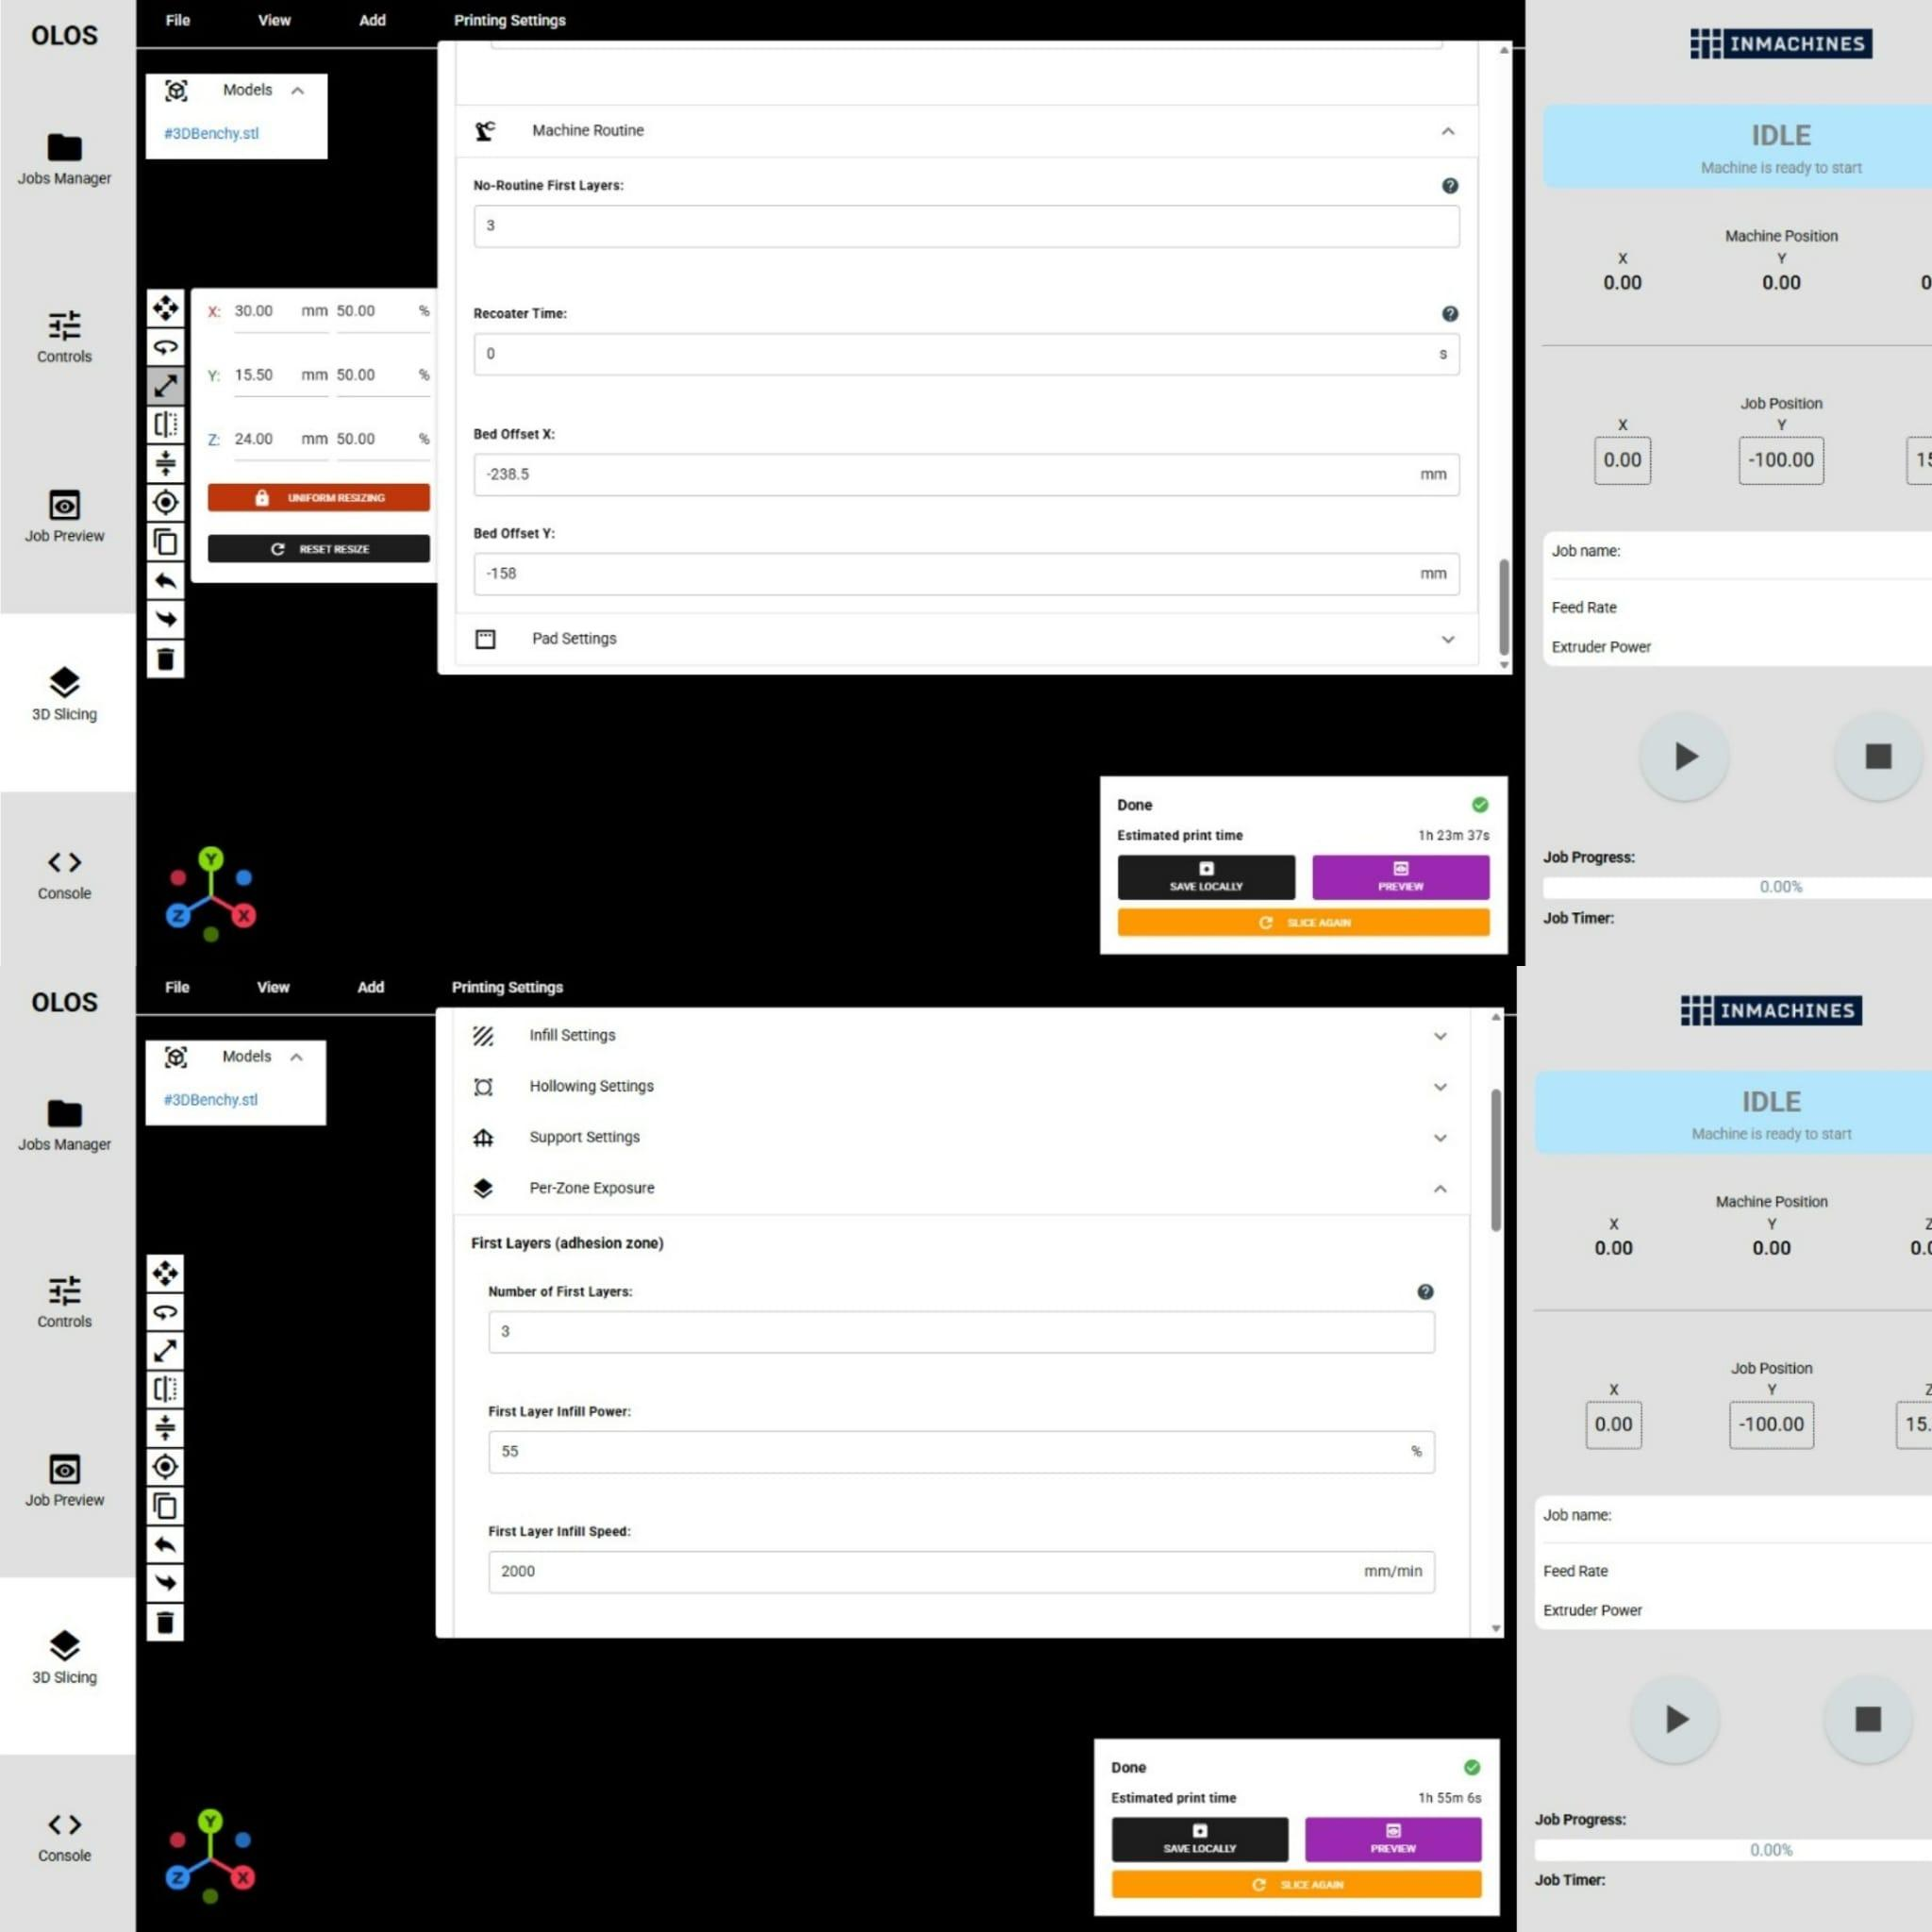 OLOS
File View Add Printing Settings
INMACHINES
Models
#3DBenchy.stl
Jobs Manager
Controls
Job Preview
3D Slicing
Console
X: 30.00 mm 50.00 %
Y: 15.50 mm 50.00 %
Z: 24.00 mm 50.00 %
UNIFORM RESIZING
RESET RESIZE
Machine Routine
No-Routine First Layers:
3
Recoater Time:
0 s
Bed Offset X:
-238.5 mm
Bed Offset Y:
-158 mm
Pad Settings
Y
Z X
Done
Estimated print time 1h 23m 37s
SAVE LOCALLY PREVIEW
SLICE AGAIN
IDLE
Machine is ready to start
Machine Position
X Y
0.00 0.00 0
Job Position
X Y
0.00 -100.00 15
Job name:
Feed Rate
Extruder Power
Job Progress:
0.00%
Job Timer:
OLOS
File View Add Printing Settings
INMACHINES
Models
#3DBenchy.stl
Jobs Manager
Controls
Job Preview
3D Slicing
Console
Infill Settings
Hollowing Settings
Support Settings
Per-Zone Exposure
First Layers (adhesion zone)
Number of First Layers:
3
First Layer Infill Power:
55 %
First Layer Infill Speed:
2000 mm/min
Y
Z X
Done
Estimated print time 1h 55m 6s
SAVE LOCALLY PREVIEW
SLICE AGAIN
IDLE
Machine is ready to start
Machine Position
X Y Z
0.00 0.00 0.0
Job Position
X Y Z
0.00 -100.00 15.
Job name:
Feed Rate
Extruder Power
Job Progress:
0.00%
Job Timer: